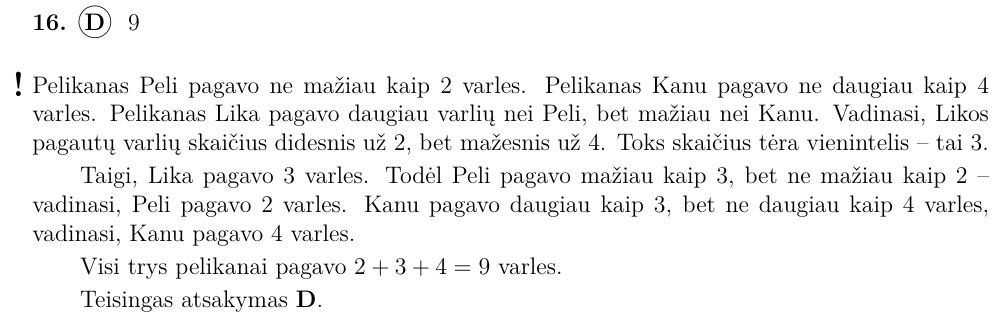 16. D 9
! Pelikanas Peli pagavo ne mažiau kaip 2 varles. Pelikanas Kanu pagavo ne daugiau kaip 4
varles. Pelikanas Lika pagavo daugiau varlių nei Peli, bet mažiau nei Kanu. Vadinasi, Likos
pagautų varlių skaičius didesnis už 2, bet mažesnis už 4. Toks skaičius tėra vienintelis – tai 3.
Taigi, Lika pagavo 3 varles. Todėl Peli pagavo mažiau kaip 3, bet ne mažiau kaip 2 –
vadinasi, Peli pagavo 2 varles. Kanu pagavo daugiau kaip 3, bet ne daugiau kaip 4 varles,
vadinasi, Kanu pagavo 4 varles.
Visi trys pelikanai pagavo 2 + 3 + 4 = 9 varles.
Teisingas atsakymas D.